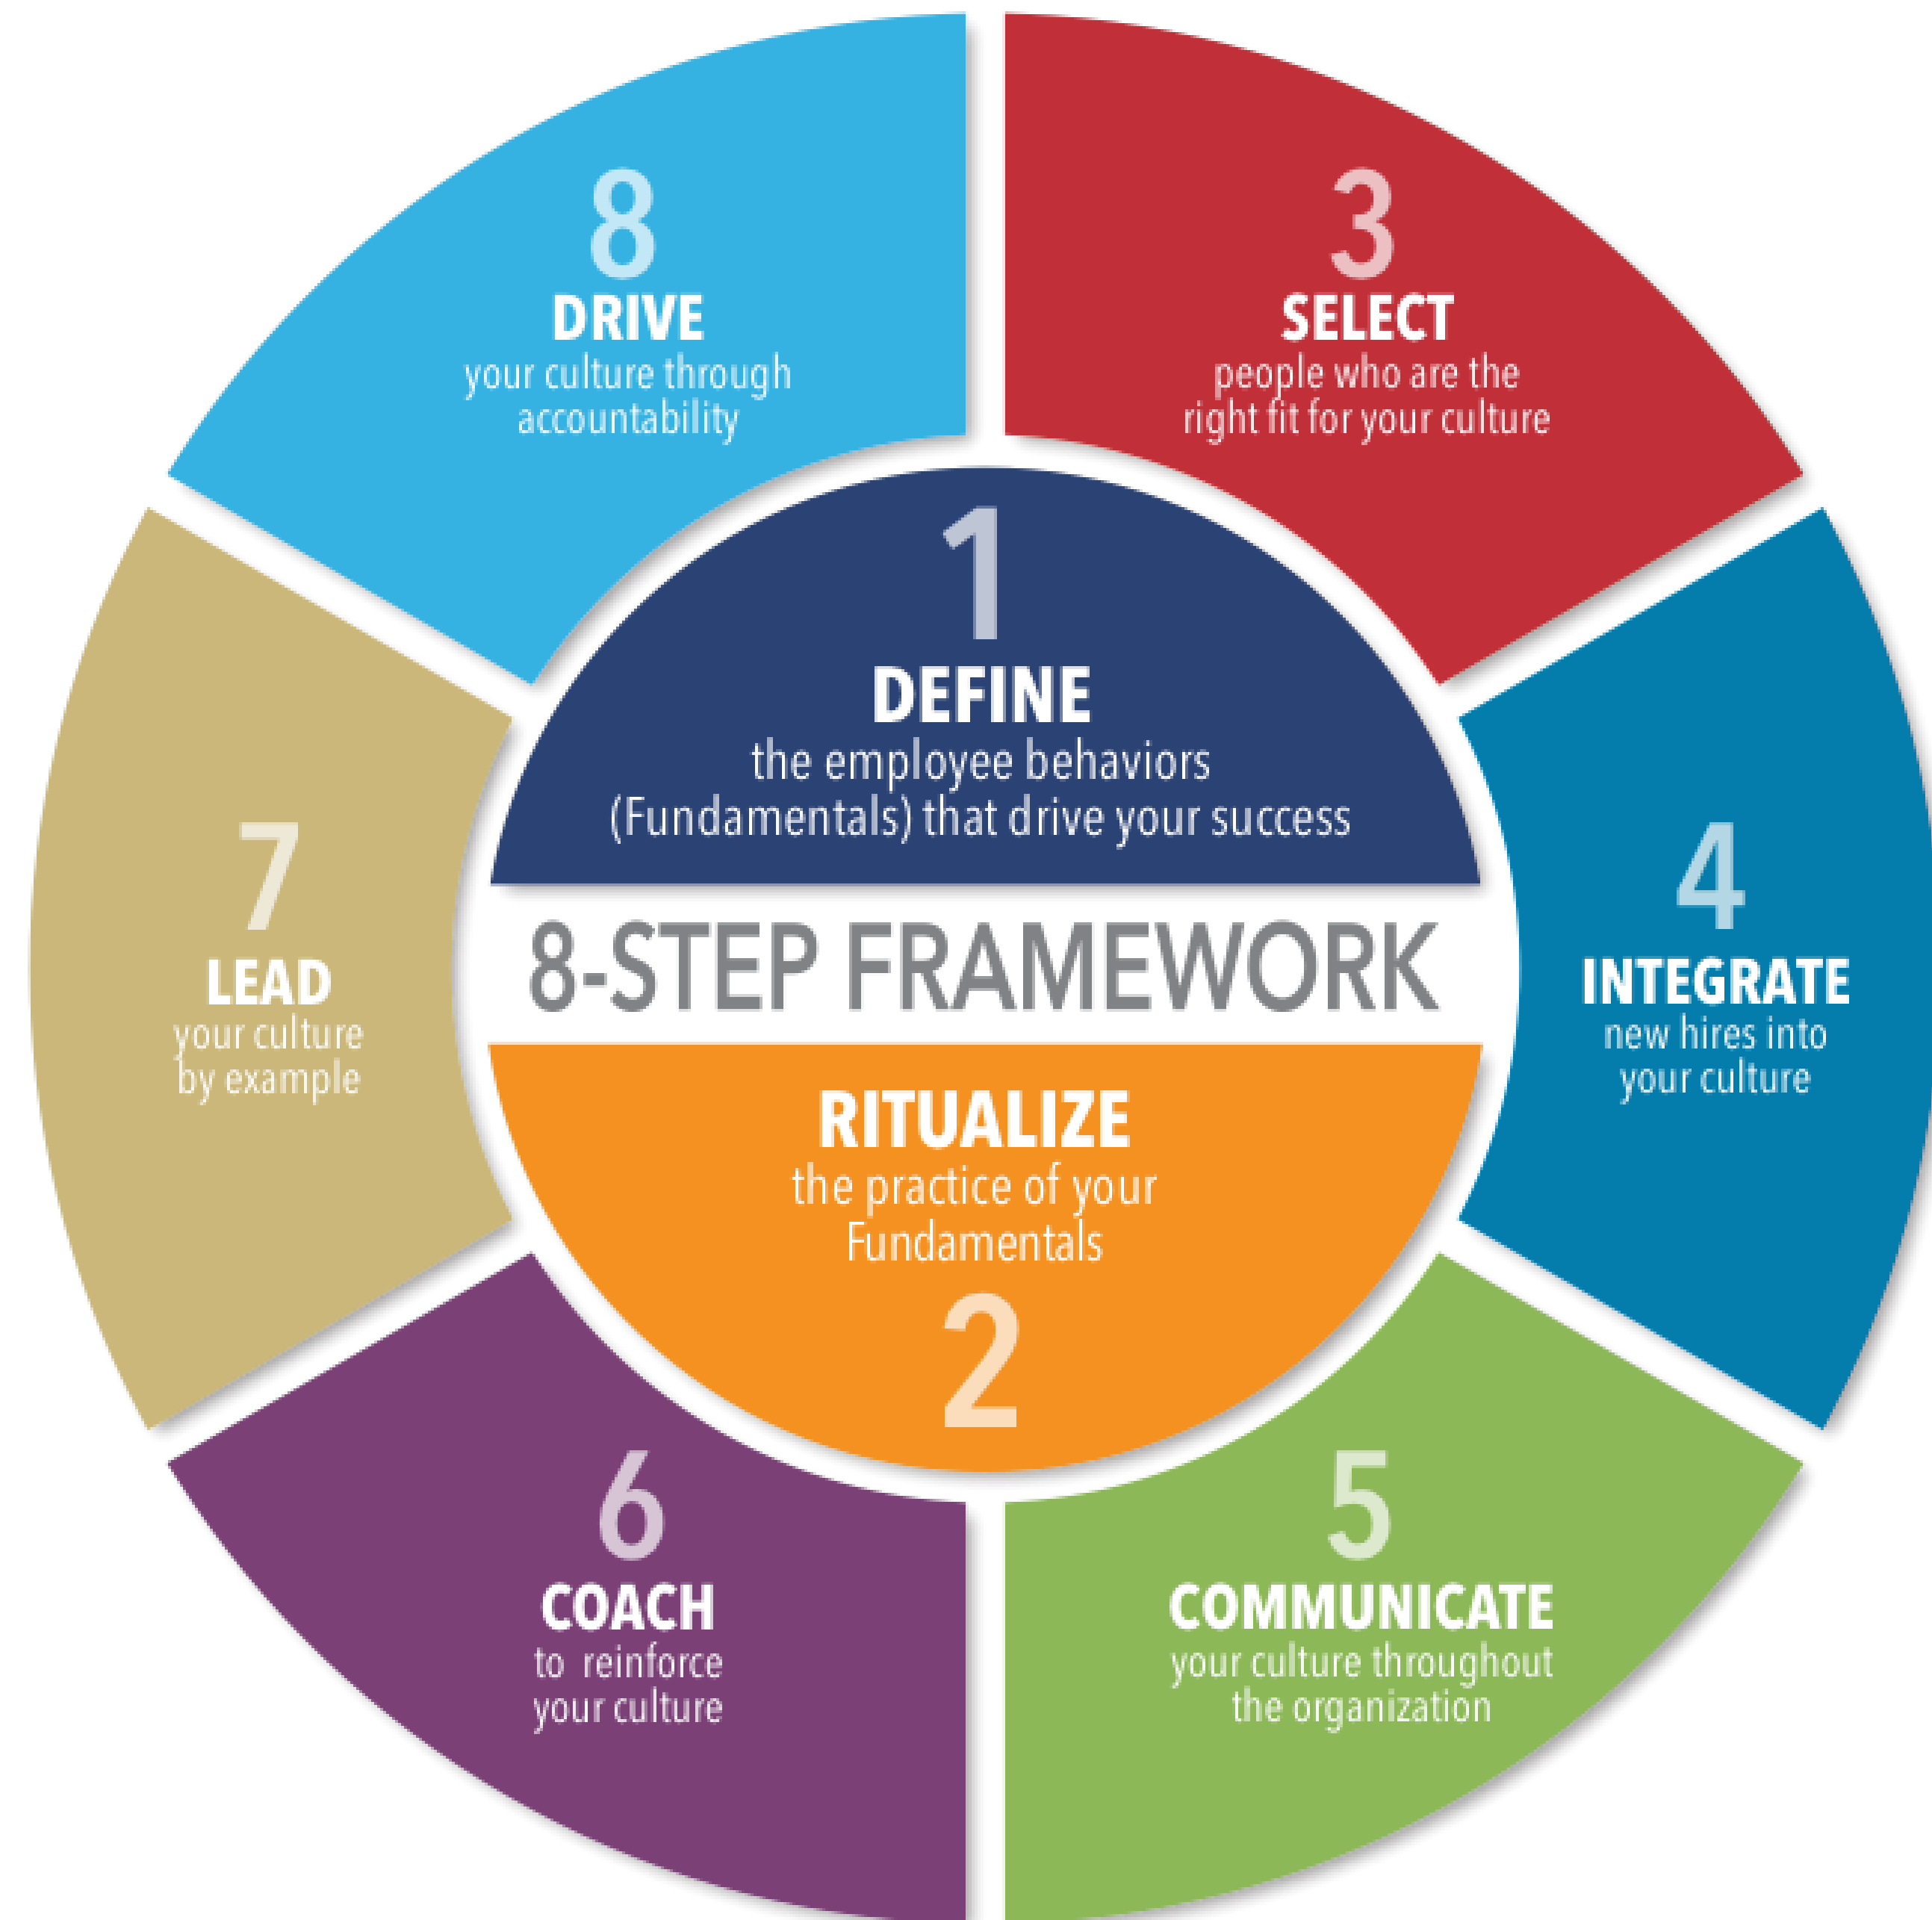 8-STEP FRAMEWORK
1
DEFINE
the employee behaviors
(Fundamentals) that drive your success
RITUALIZE
the practice of your
Fundamentals
2
3
SELECT
people who are the
right fit for your culture
4
INTEGRATE
new hires into
your culture
5
COMMUNICATE
your culture throughout
the organization
6
COACH
to reinforce
your culture
7
LEAD
your culture
by example
8
DRIVE
your culture through
accountability